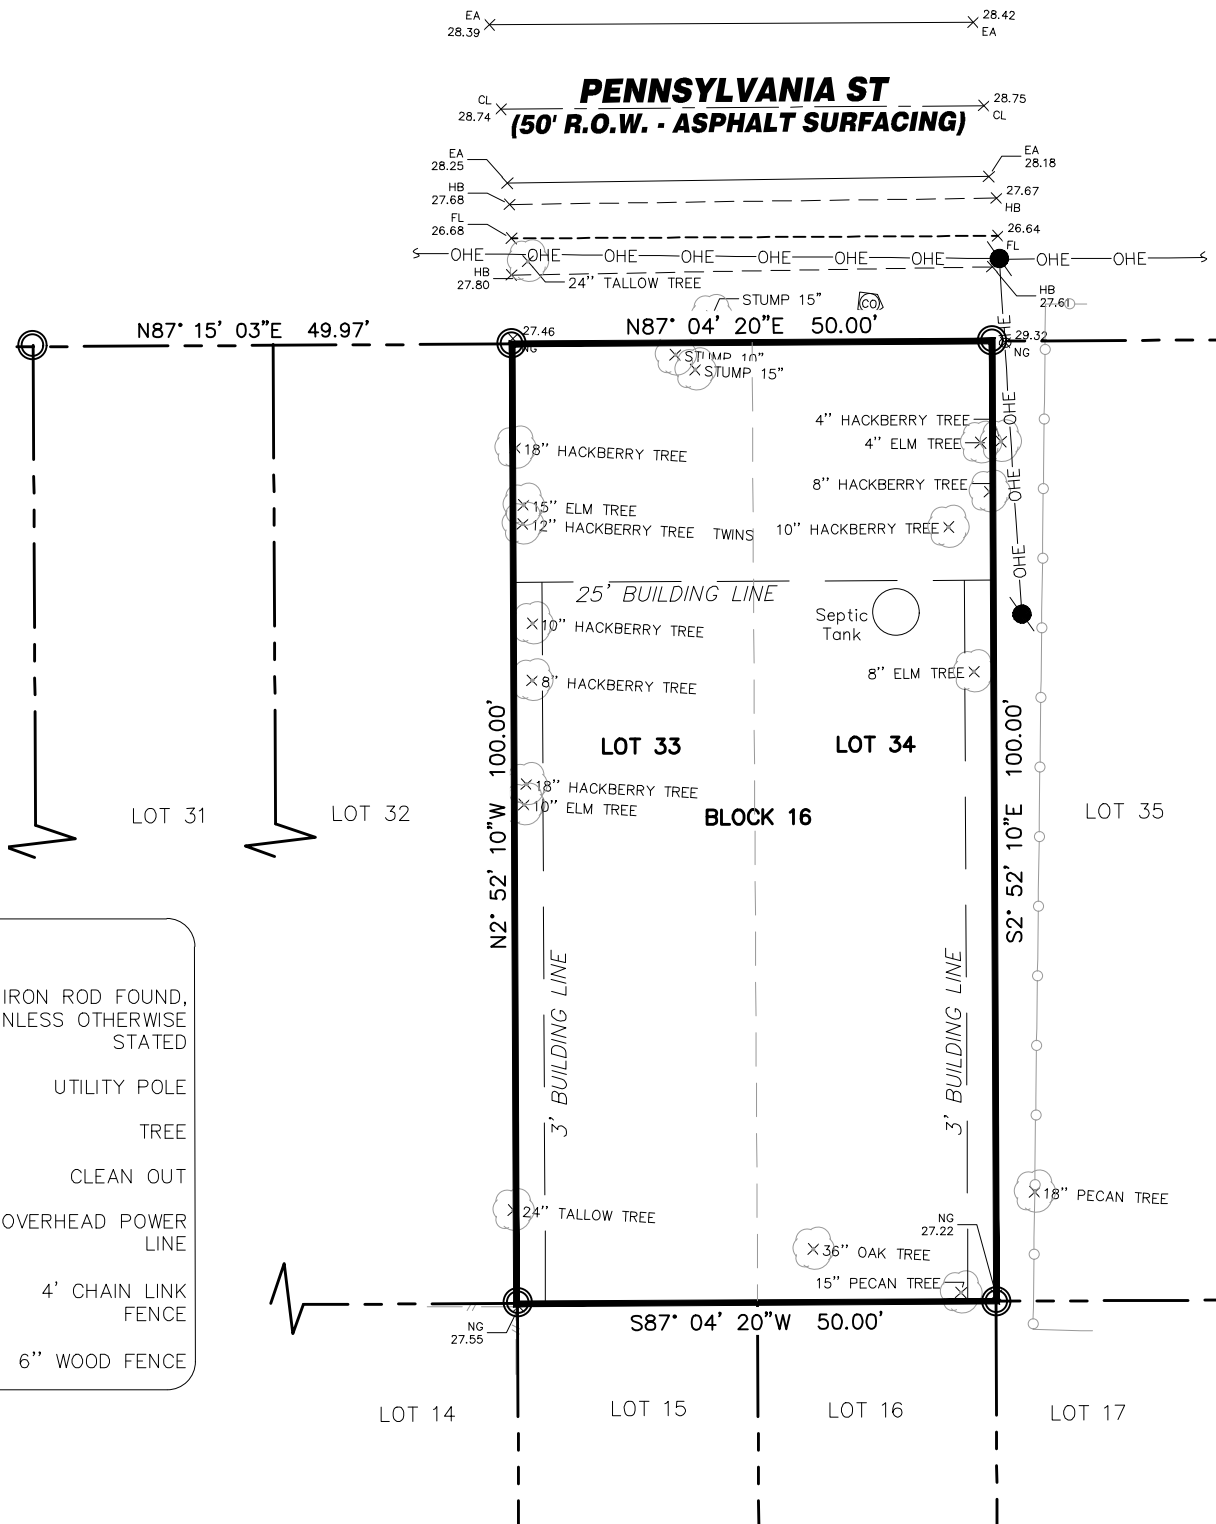 EA
28.39
28.42
EA
PENNSYLVANIA ST
CL
28.74
28.75
CL
(50' R.O.W. - ASPHALT SURFACING)
EA
28.25
EA
28.18
HB
27.68
27.67
HB
FL
26.68
26.64
FL
OHE OHE OHE OHE OHE OHE OHE OHE OHE
HB
27.80
24" TALLOW TREE
HB
27.61
STUMP 15"
CO
OHE
N87° 15' 03"E 49.97'
27.46
NG
N87° 04' 20"E 50.00'
29.32
NG
STUMP 10"
STUMP 15"
4" HACKBERRY TREE
OHE
4" ELM TREE
18" HACKBERRY TREE
8" HACKBERRY TREE
OHE
15" ELM TREE
12" HACKBERRY TREE TWINS
10" HACKBERRY TREE
OHE
25' BUILDING LINE
Septic
Tank
10" HACKBERRY TREE
8" ELM TREE
8" HACKBERRY TREE
N2° 52' 10"W 100.00'
S2° 52' 10"E 100.00'
LOT 33
LOT 34
18" HACKBERRY TREE
10" ELM TREE
BLOCK 16
LOT 31
LOT 32
LOT 35
3' BUILDING LINE
3' BUILDING LINE
IRON ROD FOUND,
NLESS OTHERWISE
STATED
UTILITY POLE
TREE
CLEAN OUT
OVERHEAD POWER
LINE
4' CHAIN LINK
FENCE
6" WOOD FENCE
18" PECAN TREE
24" TALLOW TREE
NG
27.22
36" OAK TREE
15" PECAN TREE
NG
27.55
S87° 04' 20"W 50.00'
LOT 14
LOT 15
LOT 16
LOT 17